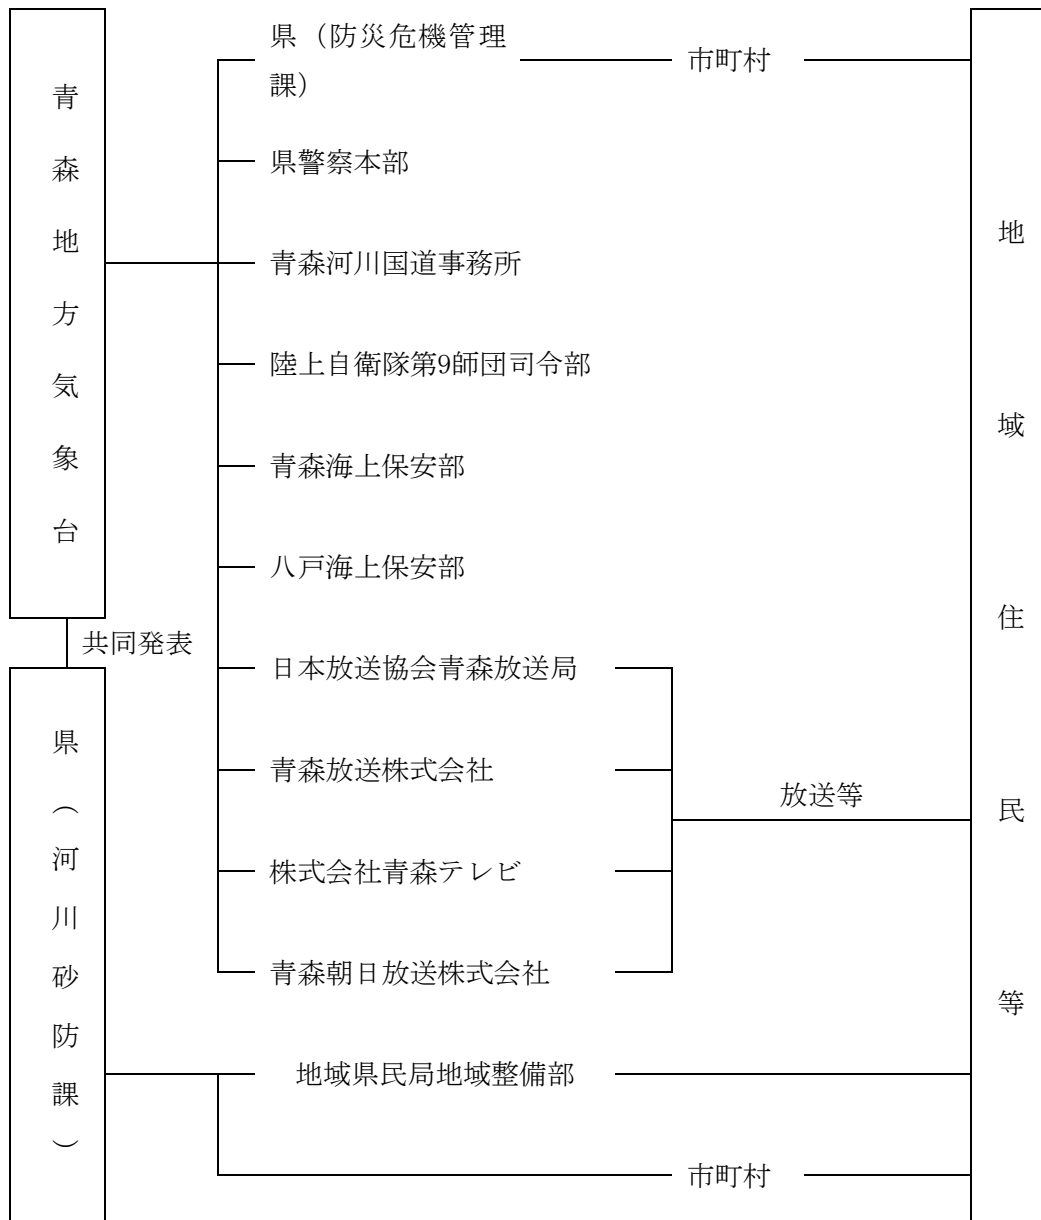 青森地方気象台
共同発表
県（河川砂防課）
県（防災危機管理
課）
市町村
県警察本部
青森河川国道事務所
陸上自衛隊第9師団司令部
青森海上保安部
八戸海上保安部
日本放送協会青森放送局
青森放送株式会社
株式会社青森テレビ
青森朝日放送株式会社
放送等
地域県民局地域整備部
市町村
地域住民等